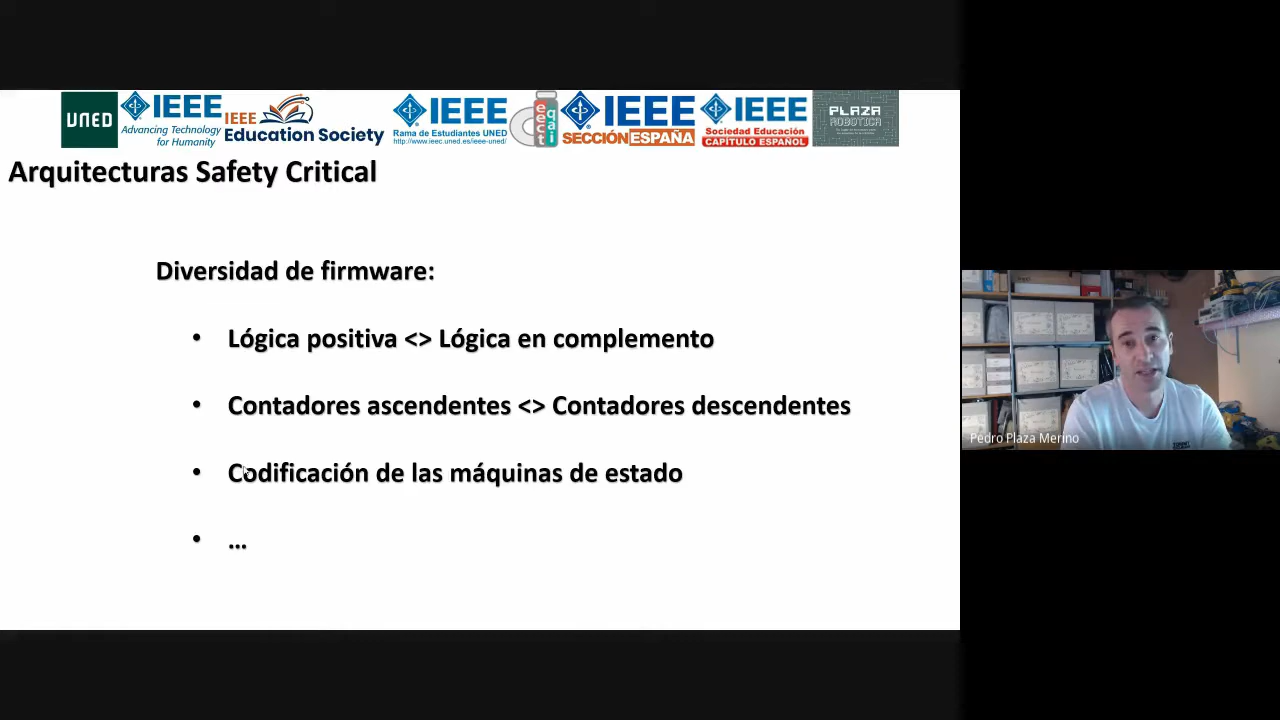 UNED
IEEE
Advancing Technology
for Humanity
IEEE
Education Society
IEEE
Rama de Estudiantes UNED
http://www.ieec.uned.es/ieee-uned/
IEEE
SECCIÓN ESPAÑA
IEEE
Sociedad Educación
CAPÍTULO ESPAÑOL
PLAZA
ROBOTICA
Arquitecturas Safety Critical
Diversidad de firmware:
• Lógica positiva <> Lógica en complemento
• Contadores ascendentes <> Contadores descendentes
• Codificación de las máquinas de estado
• ...
Pedro Plaza Merino